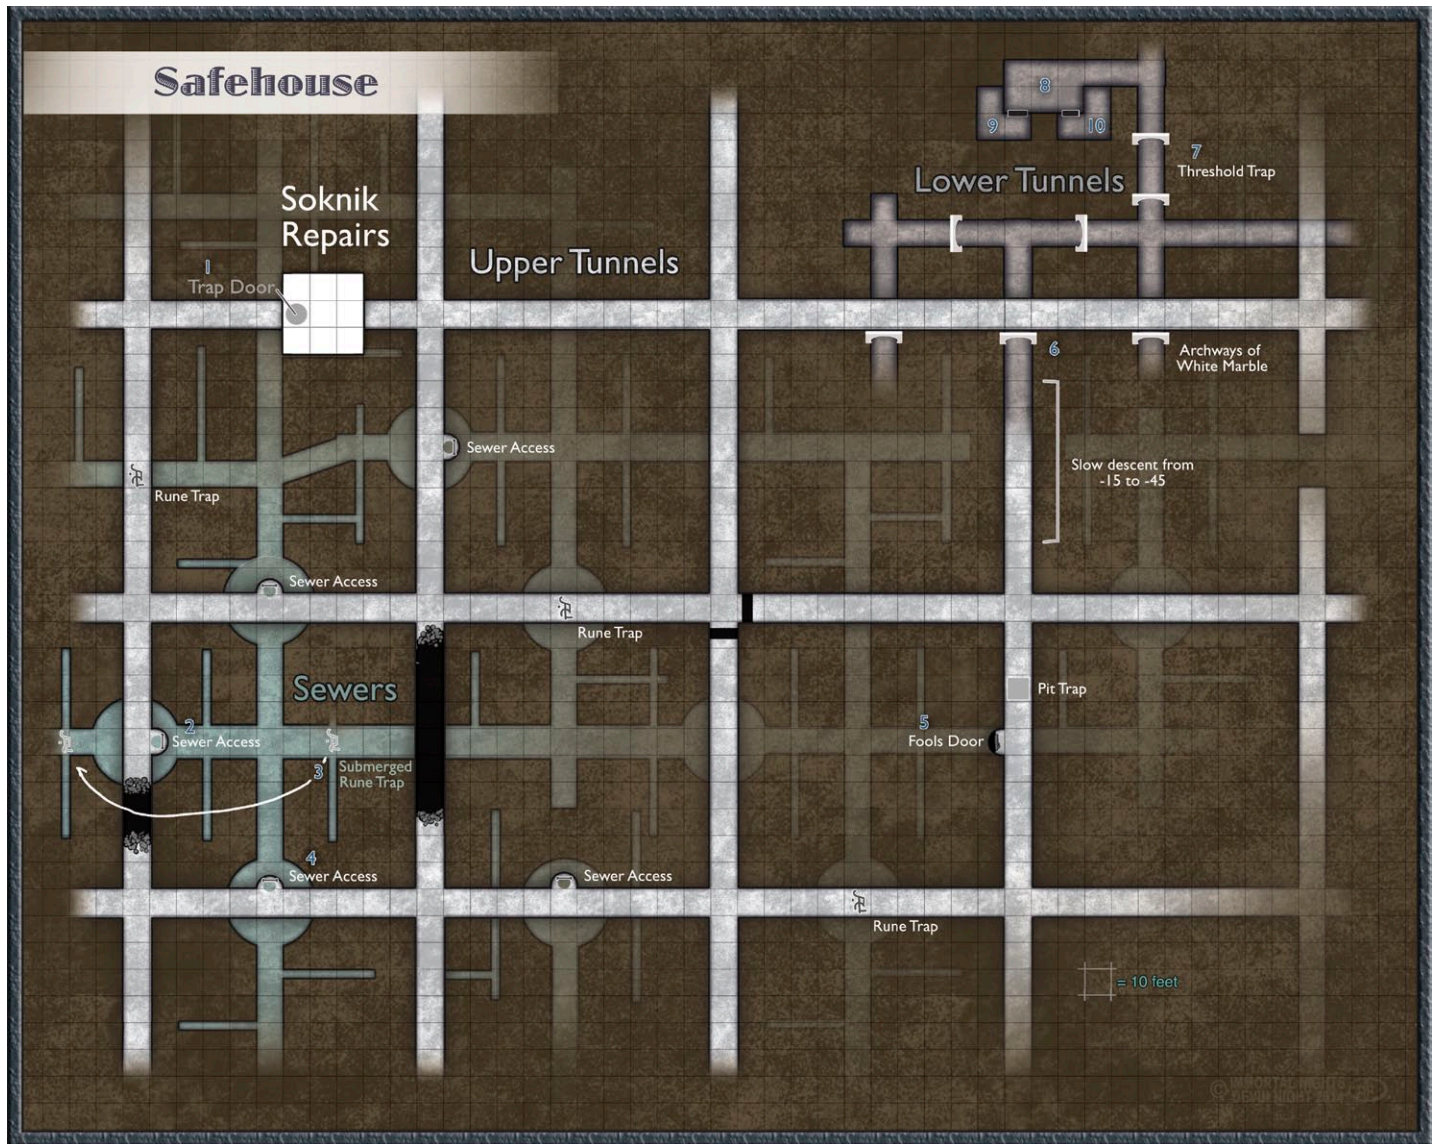 Safehouse
8
9
10
7
Threshold Trap
Lower Tunnels
Soknik
Repairs
Upper Tunnels
1
Trap Door
6
Archways of
White Marble
Sewer Access
Slow descent from
-15 to -45
Rune Trap
Sewer Access
Rune Trap
Sewers
Pit Trap
2
Sewer Access
5
Fools Door
3
Submerged
Rune Trap
4
Sewer Access
Sewer Access
Rune Trap
= 10 feet